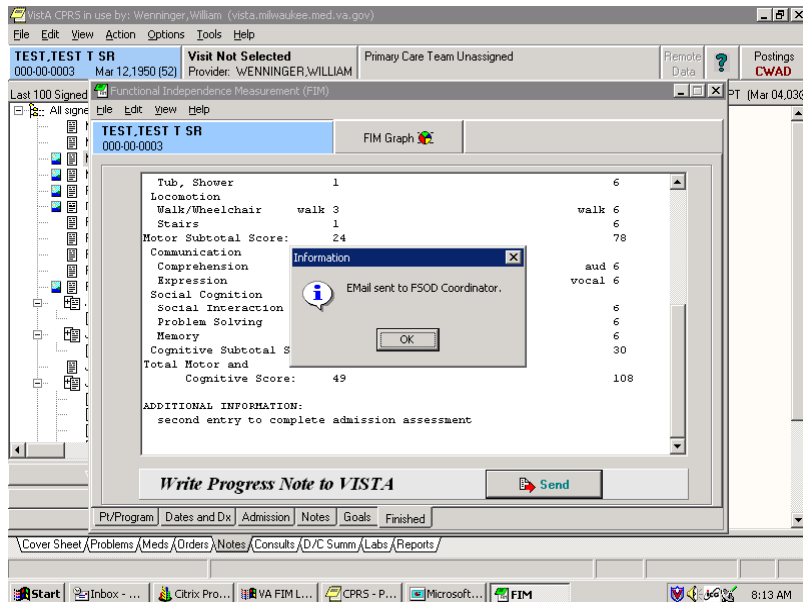 VistA CPRS in use by: Wenninger,William (vista.milwaukee.med.va.gov)
File Edit View Action Options Tools Help
TEST,TEST T SR
000-00-0003 Mar 12,1950 (52)
Visit Not Selected
Provider: WENNINGER,WILLIAM
Primary Care Team Unassigned
Remote
Data
?
Postings
CWAD
Last 100 Signed
PT (Mar 04,03
All signe
Functional Independence Measurement (FIM)
File Edit View Help
TEST,TEST T SR
000-00-0003
FIM Graph
Tub, Shower 1 6
Locomotion
Walk/Wheelchair walk 3 walk 6
Stairs 1 6
Motor Subtotal Score: 24 78
Communication
Comprehension aud 6
Expression vocal 6
Social Cognition
Social Interaction 6
Problem Solving 6
Memory 6
Cognitive Subtotal S 30
Total Motor and
Cognitive Score: 49 108
ADDITIONAL INFORMATION:
second entry to complete admission assessment
Information
EMail sent to FSOD Coordinator.
OK
Write Progress Note to VISTA
Send
Pt/Program Dates and Dx Admission Notes Goals Finished
Cover Sheet Problems Meds Orders Notes Consults D/C Summ Labs Reports
Start Inbox - ... Citrix Pro... VA FIM L... CPRS - P... Microsoft... FIM 8:13 AM